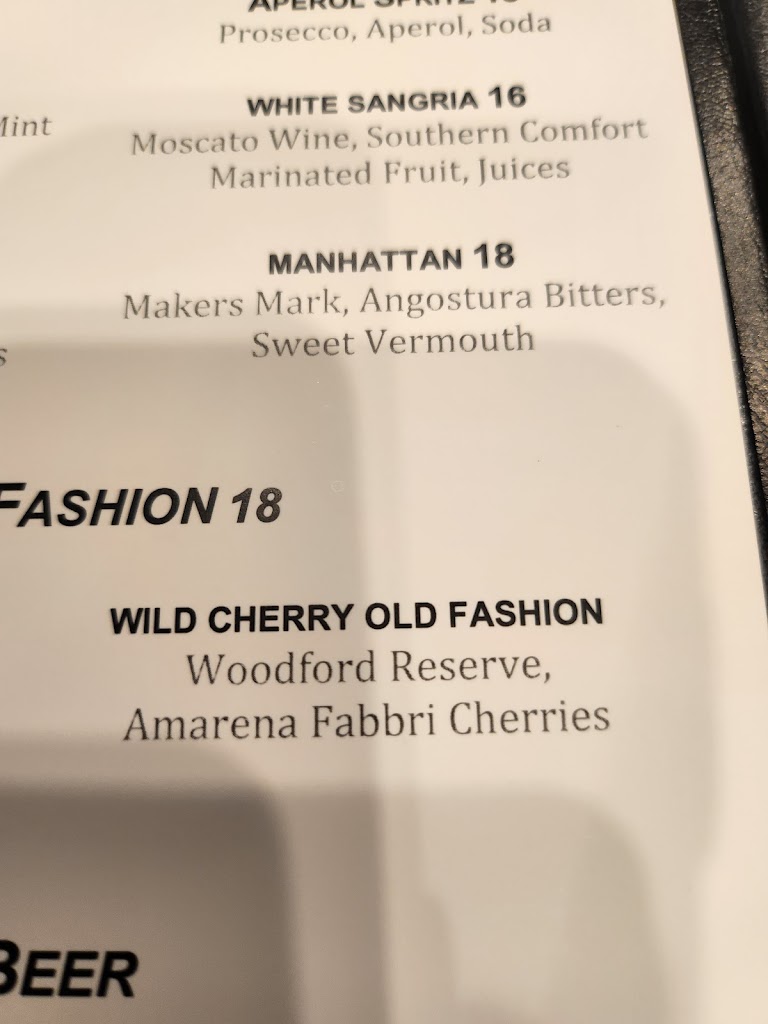 Prosecco, Aperol, Soda
WHITE SANGRIA 16
Mint
Moscato Wine, Southern Comfort
Marinated Fruit, Juices
MANHATTAN 18
Makers Mark, Angostura Bitters,
s
Sweet Vermouth
FASHION 18
WILD CHERRY OLD FASHION
Woodford Reserve,
Amarena Fabbri Cherries
BEER